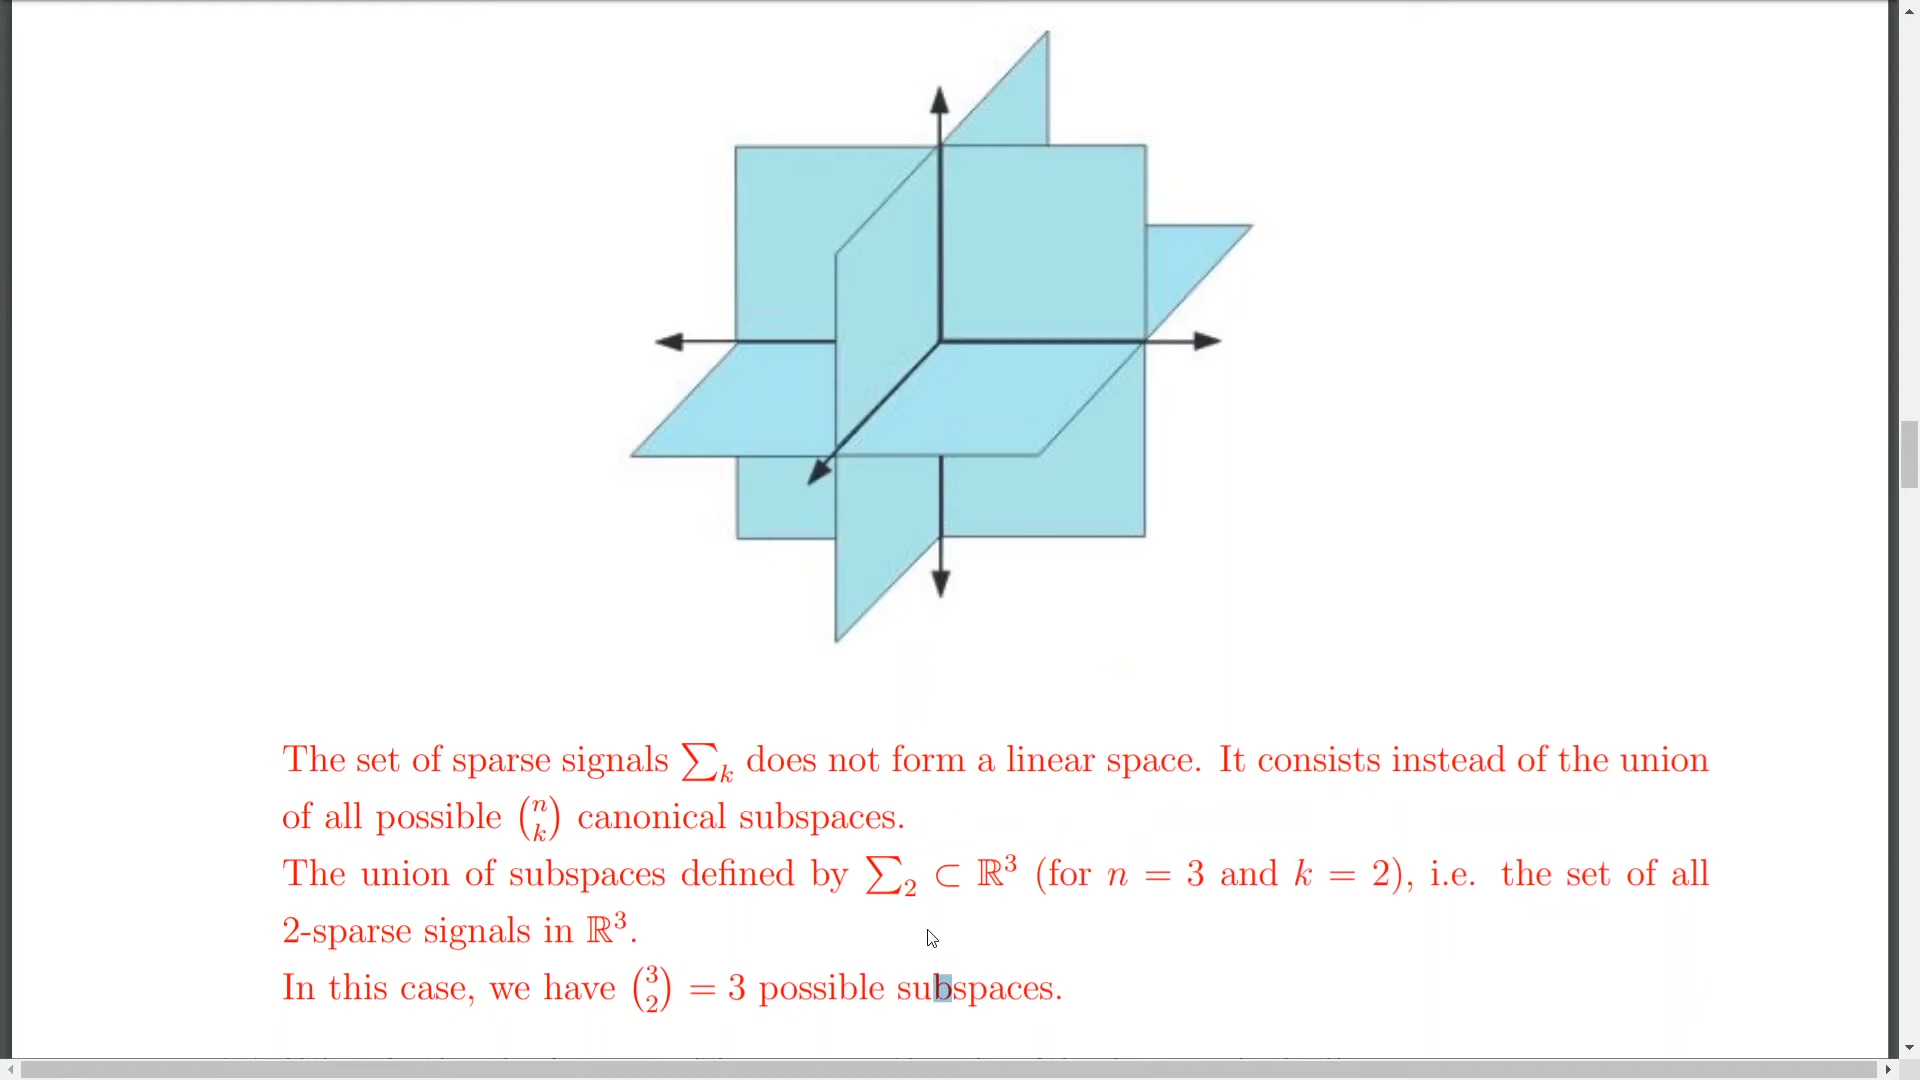 The set of sparse signals ∑ₖ does not form a linear space. It consists instead of the union
of all possible (n k) canonical subspaces.
The union of subspaces defined by ∑₂ ⊂ ℝ³ (for n = 3 and k = 2), i.e. the set of all
2-sparse signals in ℝ³.
In this case, we have (3 2) = 3 possible subspaces.